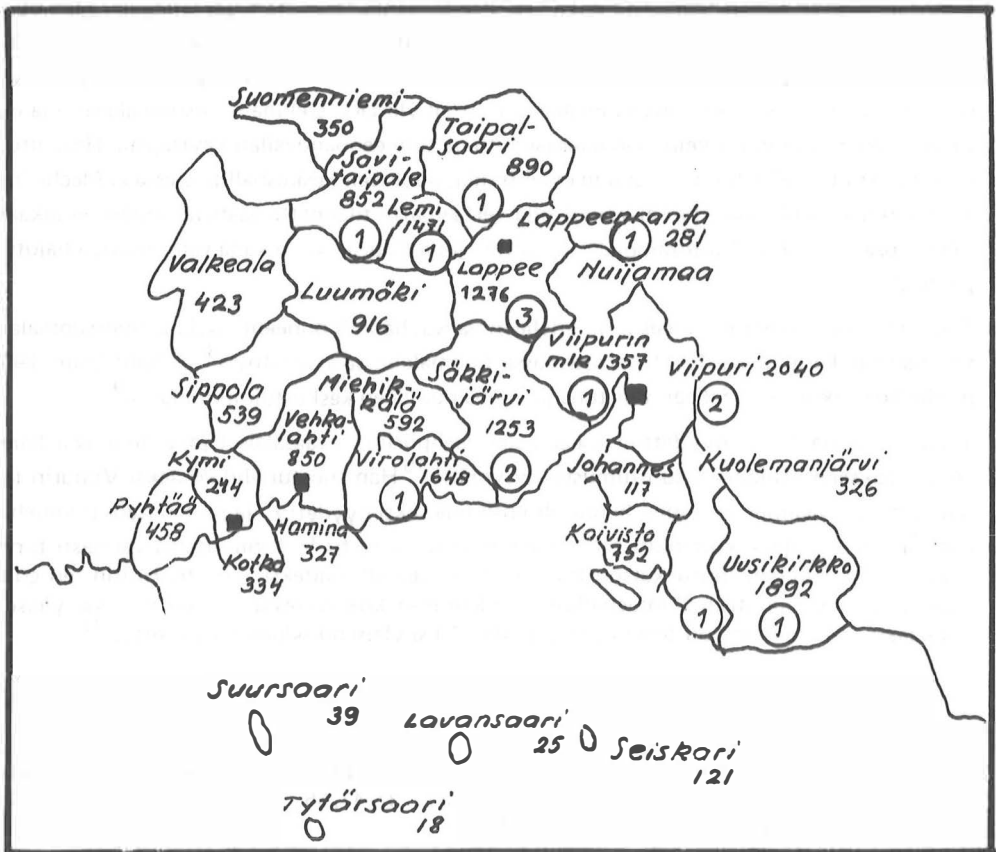 Suomenniemi
350
Taipal-
saari
890
Savi-
taipale
852
Lemi
1471
1
1
1
Lappeenranta
281
1
Nuijamaa
Lappee
1276
3
Valkeala
423
Luumäki
916
Viipurin
mlk 1357
1
Viipuri 2040
2
Sippola
539
Miehik-
kälä
592
Säkki-
järvi
1253
2
Vehka-
lahti
850
Virolahti
1648
1
Kymi
244
Pyhtää
458
Kotka
334
Hamina
327
Johannes
117
Kuolemanjärvi
326
1
Koivisto
752
Uusikirkko
1892
1
Suursaari
39
Lavansaari
25
Seiskari
121
Tytärsaari
18